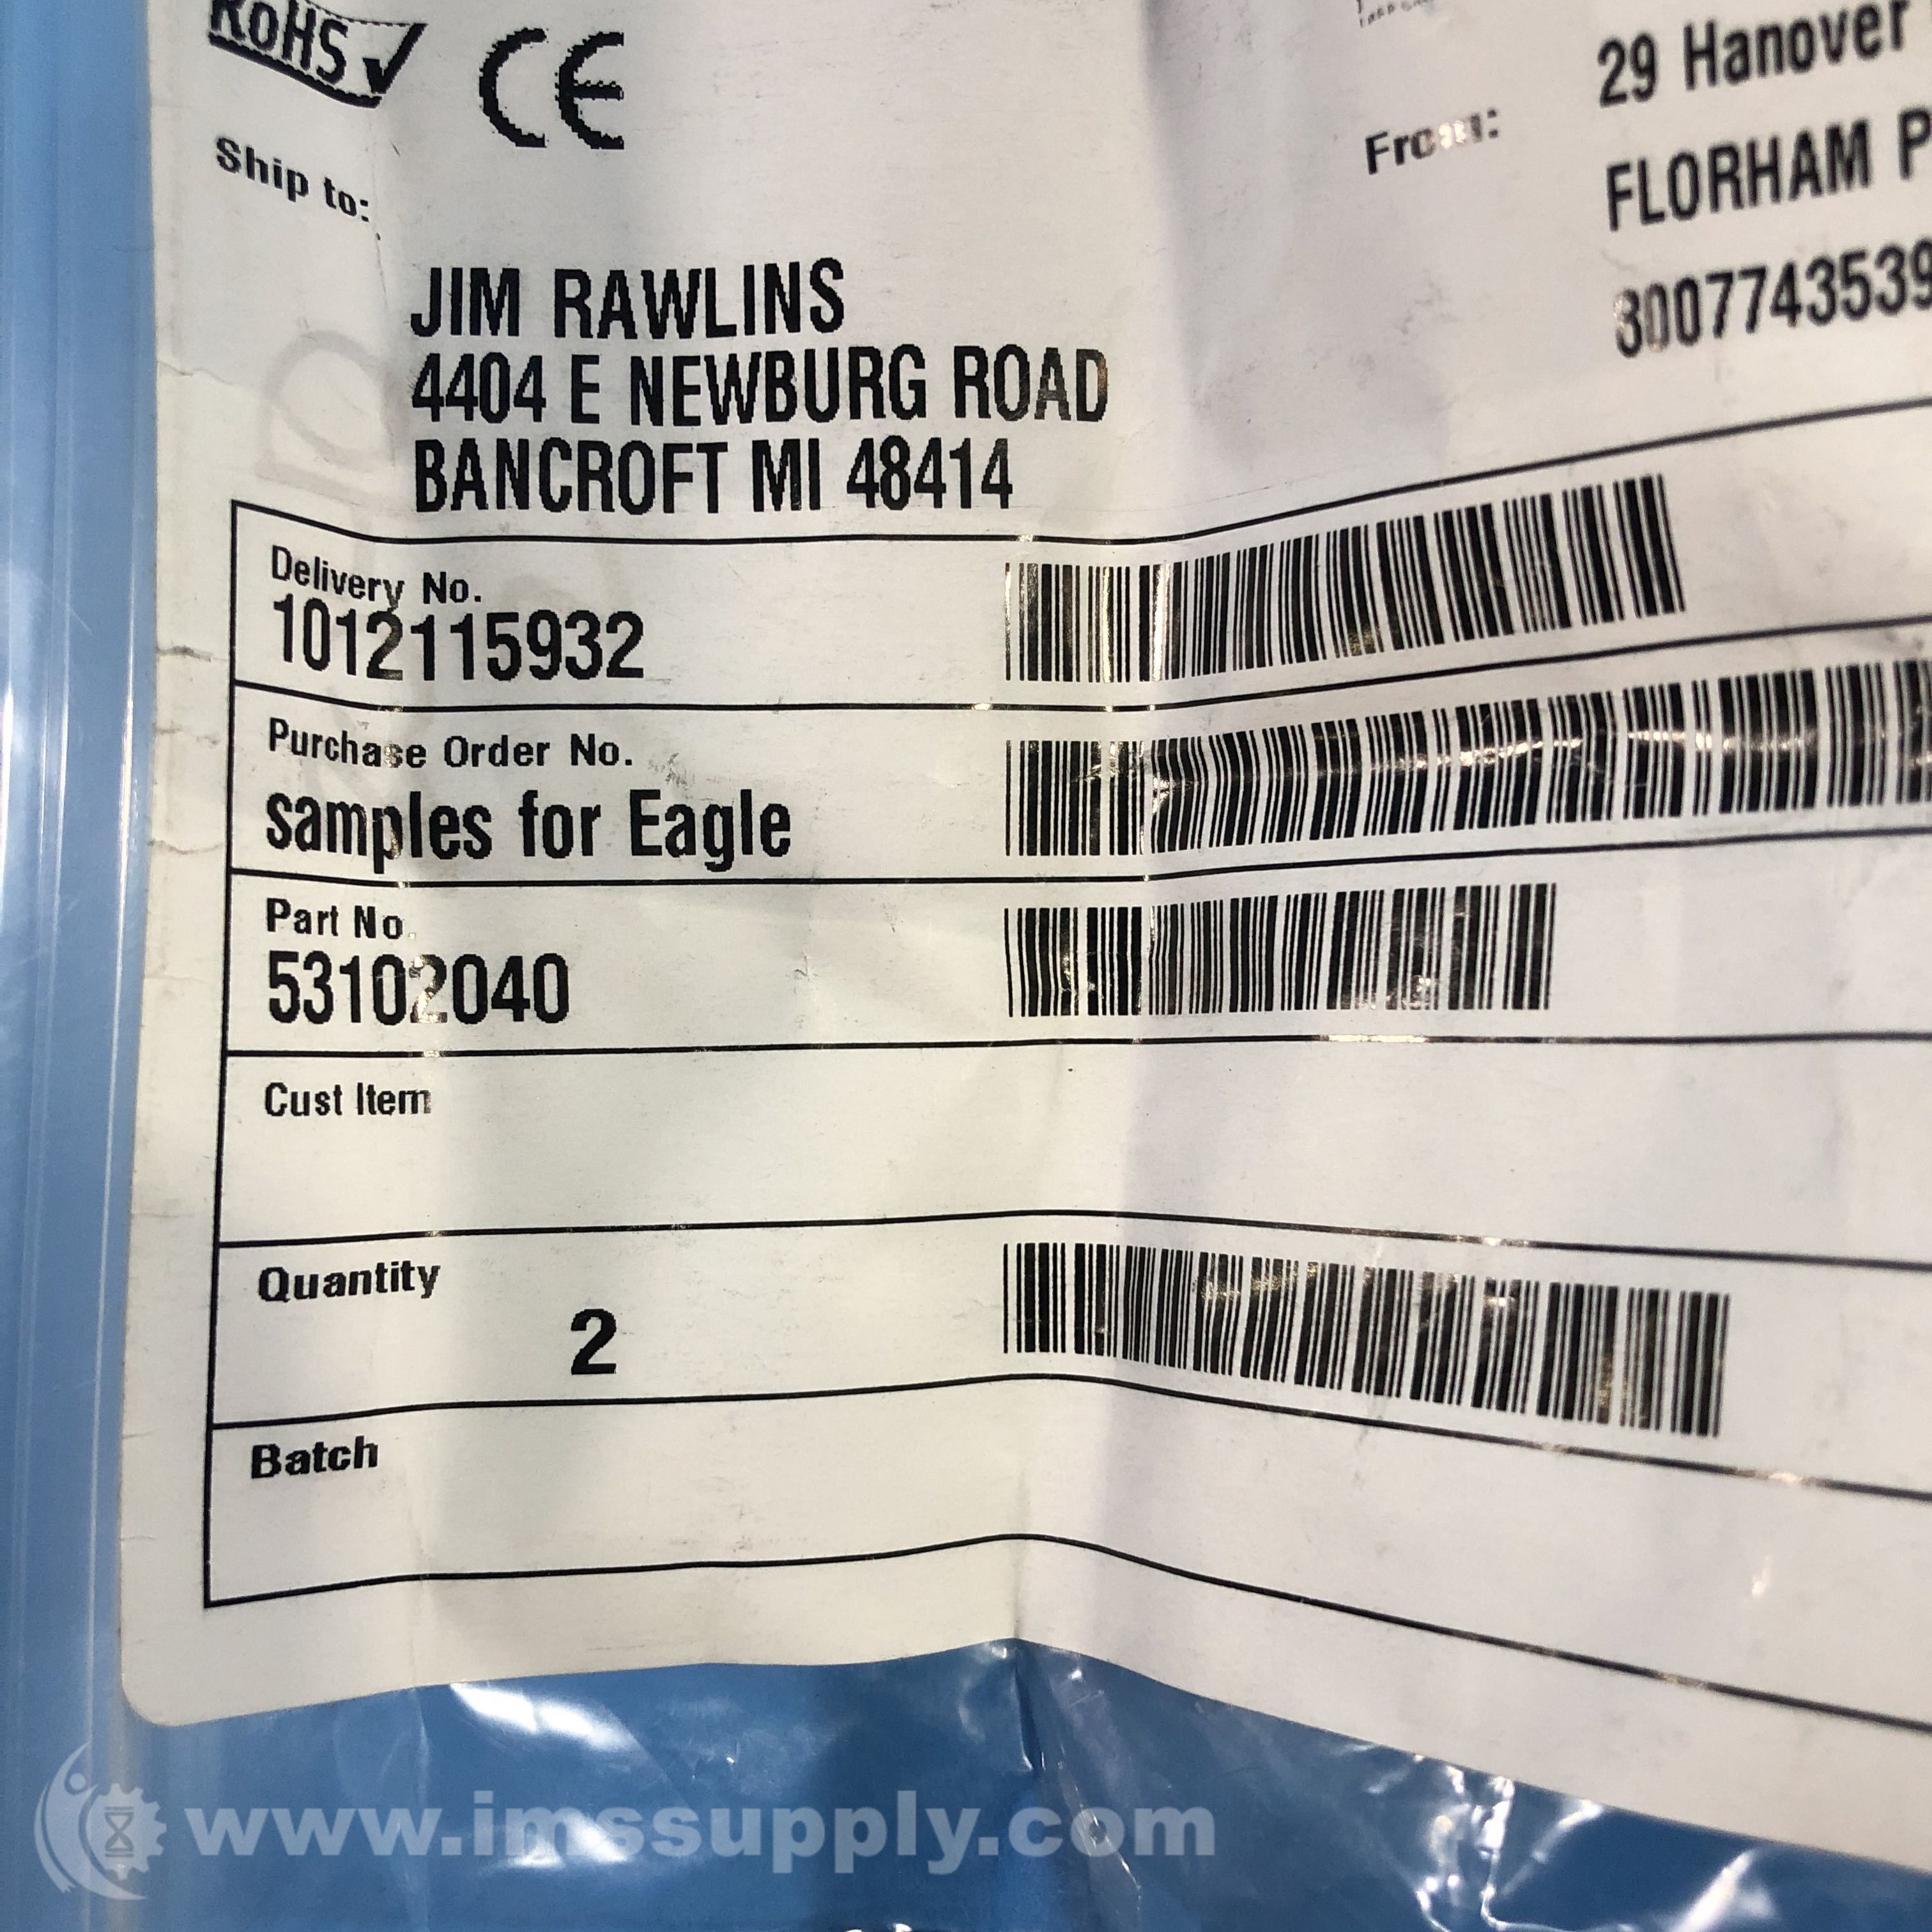 RoHS
CE
29 Hanover
Ship to:
From:
FLORHAM P
8007743539
JIM RAWLINS
4404 E NEWBURG ROAD
BANCROFT MI 48414
Delivery No.
1012115932
Purchase Order No.
samples for Eagle
Part No.
53102040
Cust Item
Quantity
2
Batch
www.imssupply.com